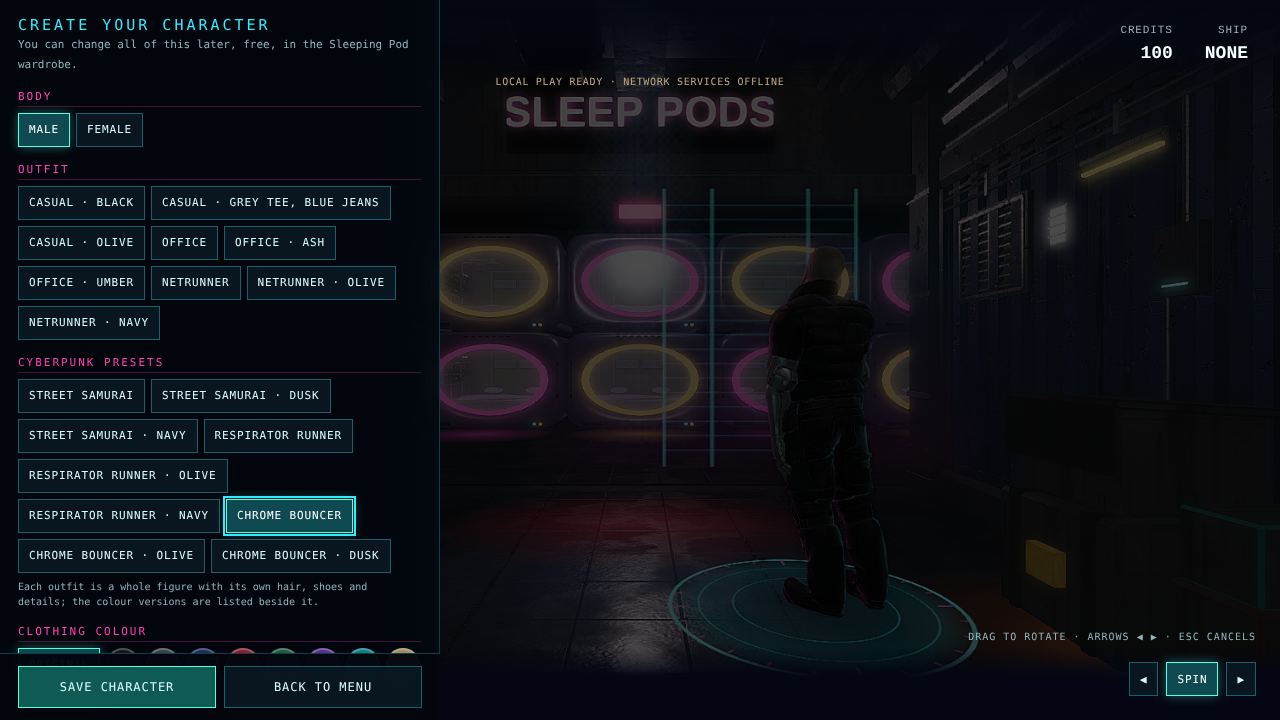 CREATE YOUR CHARACTER
You can change all of this later, free, in the Sleeping Pod
wardrobe.
BODY
MALE
FEMALE
OUTFIT
CASUAL · BLACK
CASUAL · GREY TEE, BLUE JEANS
CASUAL · OLIVE
OFFICE
OFFICE · ASH
OFFICE · UMBER
NETRUNNER
NETRUNNER · OLIVE
NETRUNNER · NAVY
CYBERPUNK PRESETS
STREET SAMURAI
STREET SAMURAI · DUSK
STREET SAMURAI · NAVY
RESPIRATOR RUNNER
RESPIRATOR RUNNER · OLIVE
RESPIRATOR RUNNER · NAVY
CHROME BOUNCER
CHROME BOUNCER · OLIVE
CHROME BOUNCER · DUSK
Each outfit is a whole figure with its own hair, shoes and
details; the colour versions are listed beside it.
CLOTHING COLOUR
SAVE CHARACTER
BACK TO MENU
LOCAL PLAY READY · NETWORK SERVICES OFFLINE
SLEEP PODS
CREDITS
100
SHIP
NONE
DRAG TO ROTATE · ARROWS ◀ ▶ · ESC CANCELS
◀
SPIN
▶